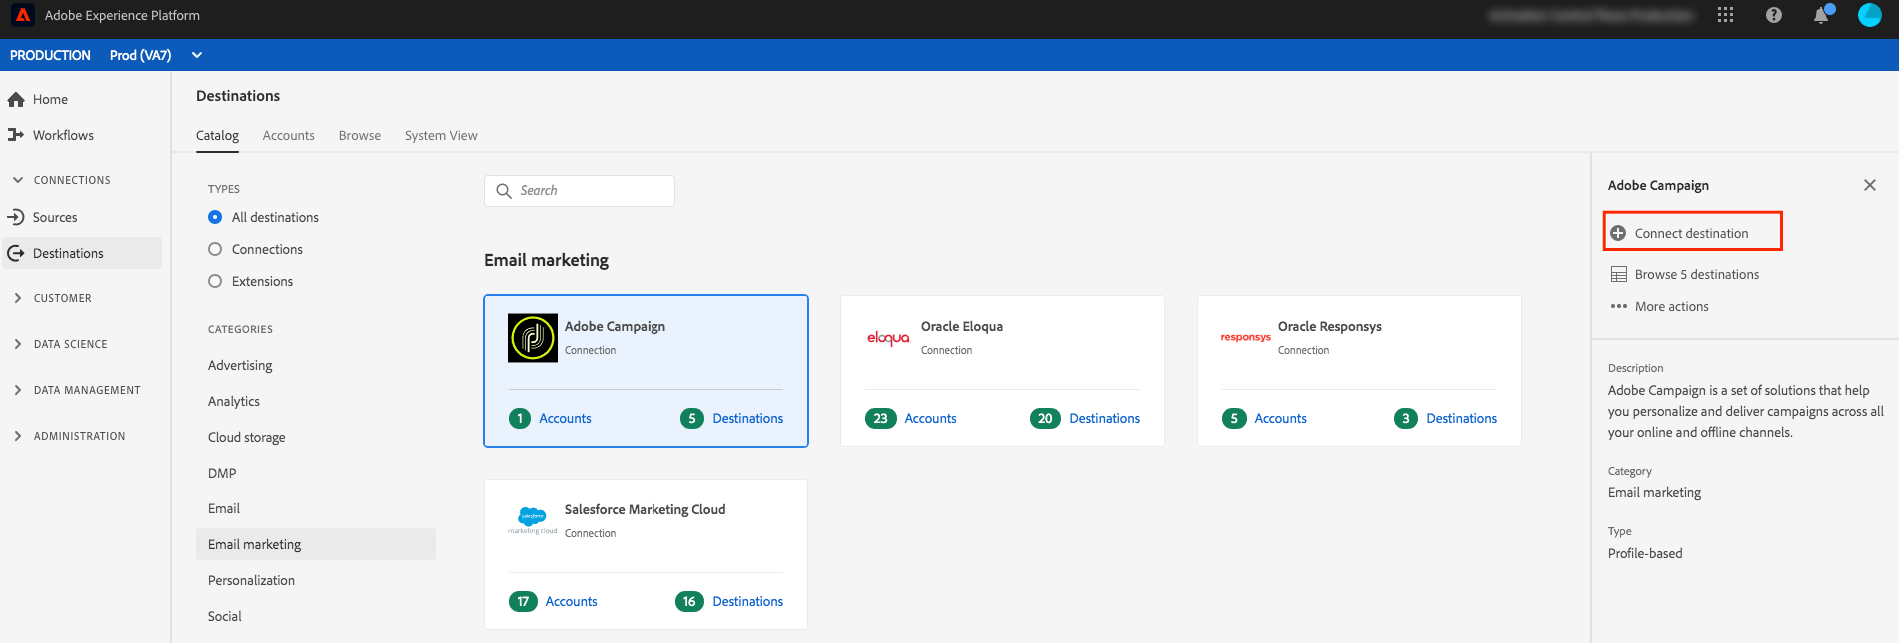 Adobe Experience Platform
PRODUCTION Prod (VA7)
Home
Workflows
CONNECTIONS
Sources
Destinations
CUSTOMER
DATA SCIENCE
DATA MANAGEMENT
ADMINISTRATION
Destinations
Catalog Accounts Browse System View
TYPES
All destinations
Connections
Extensions
CATEGORIES
Advertising
Analytics
Cloud storage
DMP
Email
Email marketing
Personalization
Social
Search
Email marketing
Adobe Campaign
Connection
1 Accounts 5 Destinations
eloqua
Oracle Eloqua
Connection
23 Accounts 20 Destinations
responsys
Oracle Responsys
Connection
5 Accounts 3 Destinations
salesforce
marketing cloud
Salesforce Marketing Cloud
Connection
17 Accounts 16 Destinations
Adobe Campaign
Connect destination
Browse 5 destinations
More actions
Description
Adobe Campaign is a set of solutions that help
you personalize and deliver campaigns across all
your online and offline channels.
Category
Email marketing
Type
Profile-based